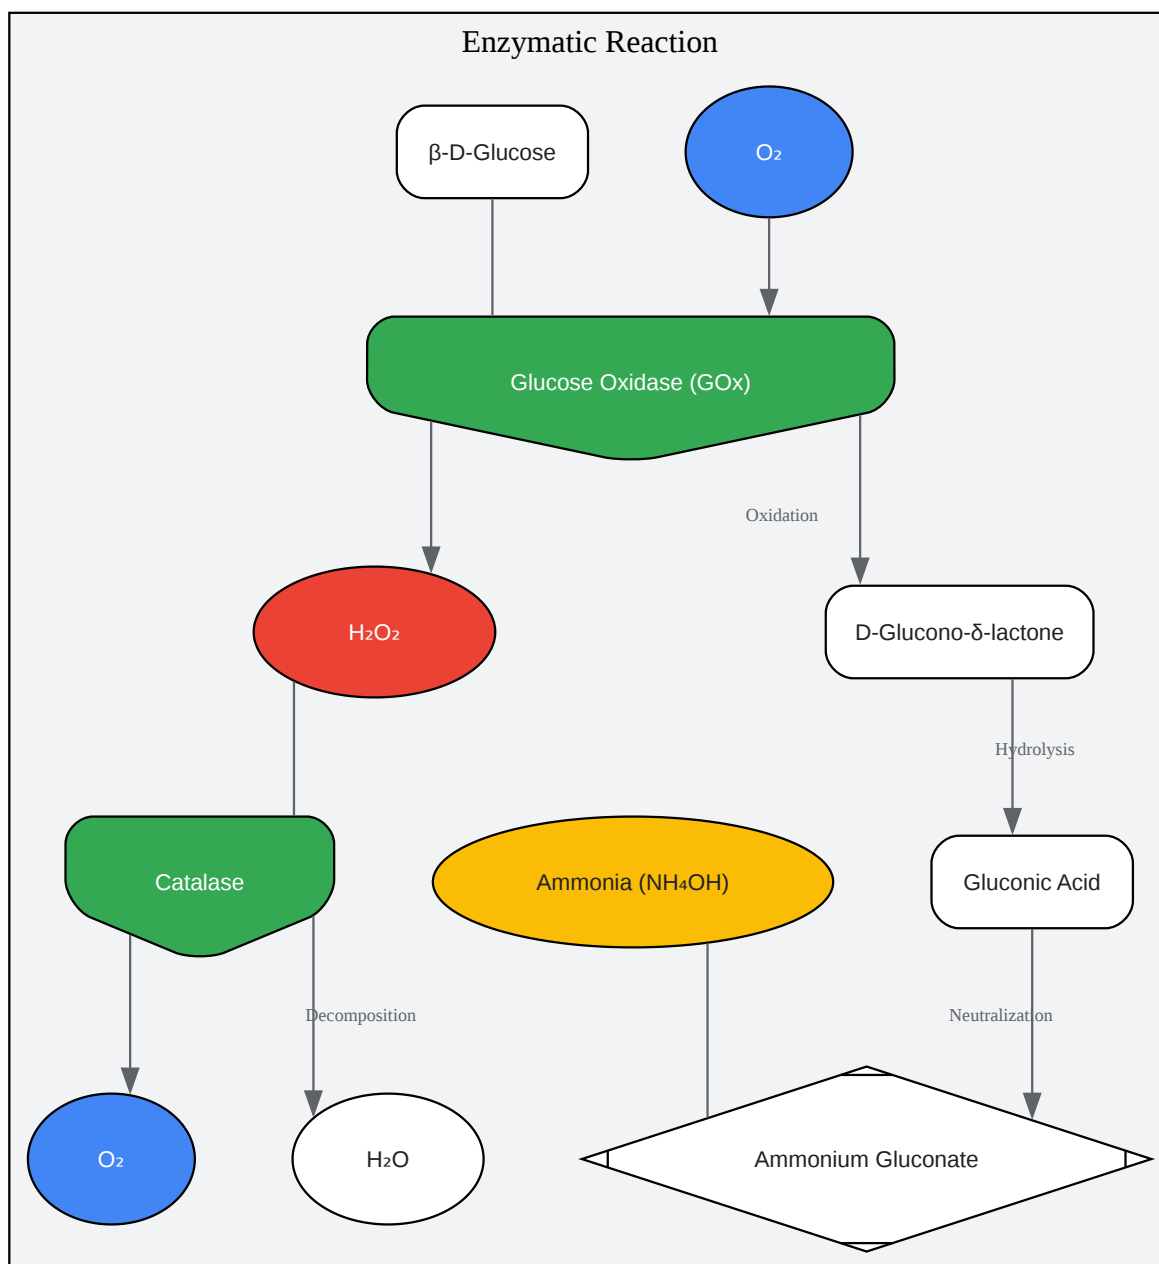 Enzymatic Reaction
β-D-Glucose
O₂
Glucose Oxidase (GOx)
Oxidation
H₂O₂
D-Glucono-δ-lactone
Hydrolysis
Catalase
Ammonia (NH₄OH)
Gluconic Acid
Decomposition
Neutralization
O₂
H₂O
Ammonium Gluconate